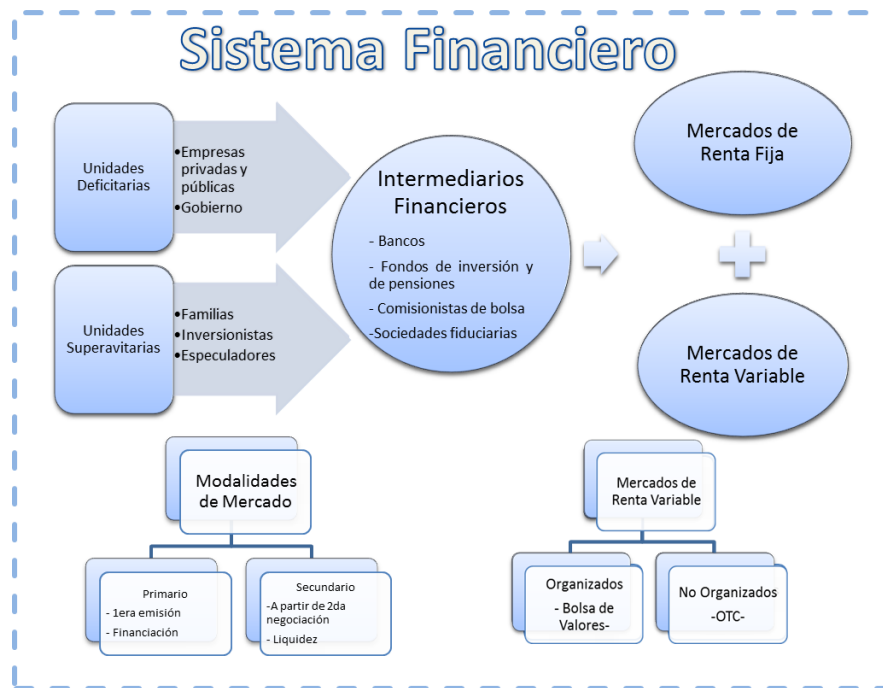 Sistema Financiero
Unidades
Deficitarias
•Empresas
privadas y
públicas
•Gobierno
Unidades
Superavitarias
•Familias
•Inversionistas
•Especuladores
Intermediarios
Financieros
- Bancos
- Fondos de inversión y
de pensiones
- Comisionistas de bolsa
-Sociedades fiduciarias
Mercados de
Renta Fija
Mercados de
Renta Variable
Modalidades
de Mercado
Primario
- 1era emisión
- Financiación
Secundario
-A partir de 2da
negociación
- Liquidez
Mercados de
Renta Variable
Organizados
- Bolsa de
Valores-
No Organizados
-OTC-